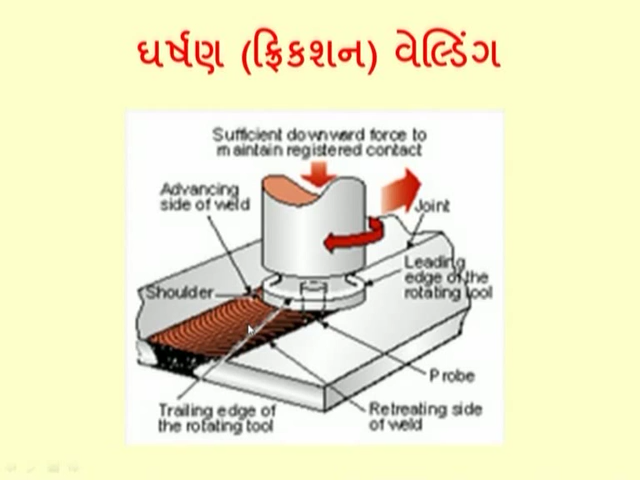 ઘર્ષણ (ફ્રિકશન) વેલ્ડિંગ
Sufficient downward force to
maintain registered contact
Advancing
side of weld
Joint
Leading
edge of the
rotating tool
Shoulder
Probe
Trailing edge of
the rotating tool
Retreating side
of weld